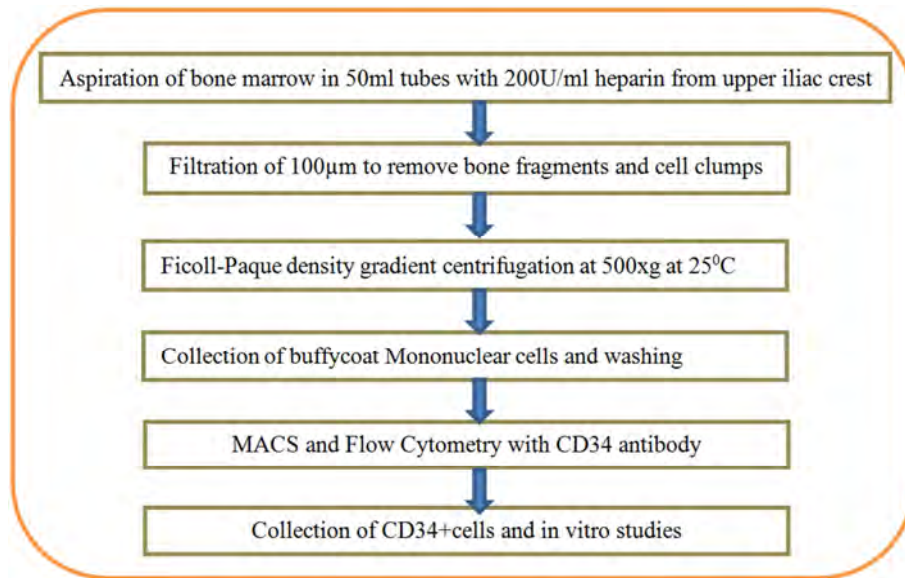 Aspiration of bone marrow in 50ml tubes with 200U/ml heparin from upper iliac crest
Filtration of 100µm to remove bone fragments and cell clumps
Ficoll-Paque density gradient centrifugation at 500xg at 25⁰C
Collection of buffycoat Mononuclear cells and washing
MACS and Flow Cytometry with CD34 antibody
Collection of CD34+cells and in vitro studies